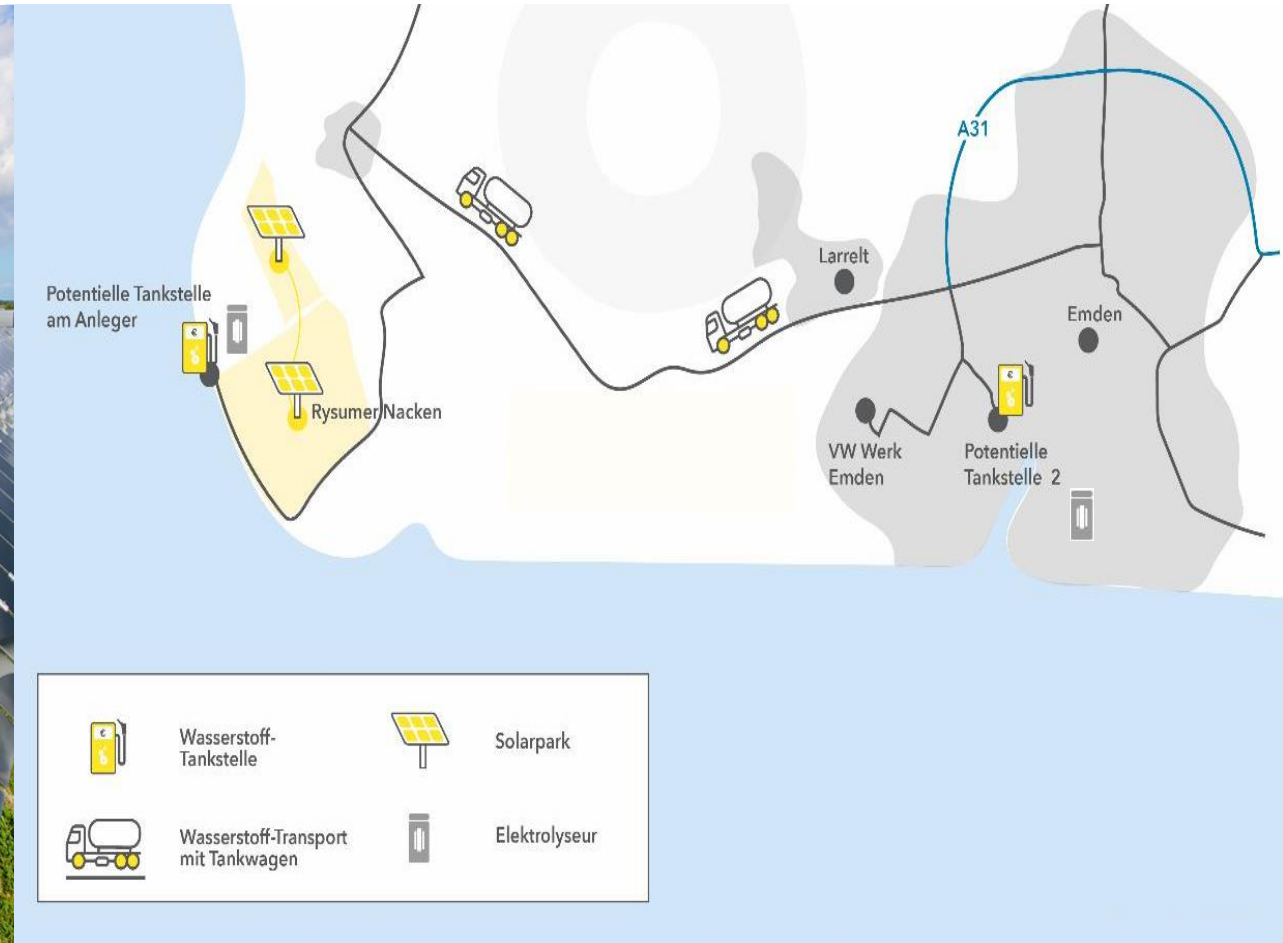 A31
Larrelt
Potentielle Tankstelle
am Anleger
Emden
Rysumer Nacken
VW Werk
Emden
Potentielle
Tankstelle 2
Wasserstoff-
Tankstelle
Solarpark
Wasserstoff-Transport
mit Tankwagen
Elektrolyseur